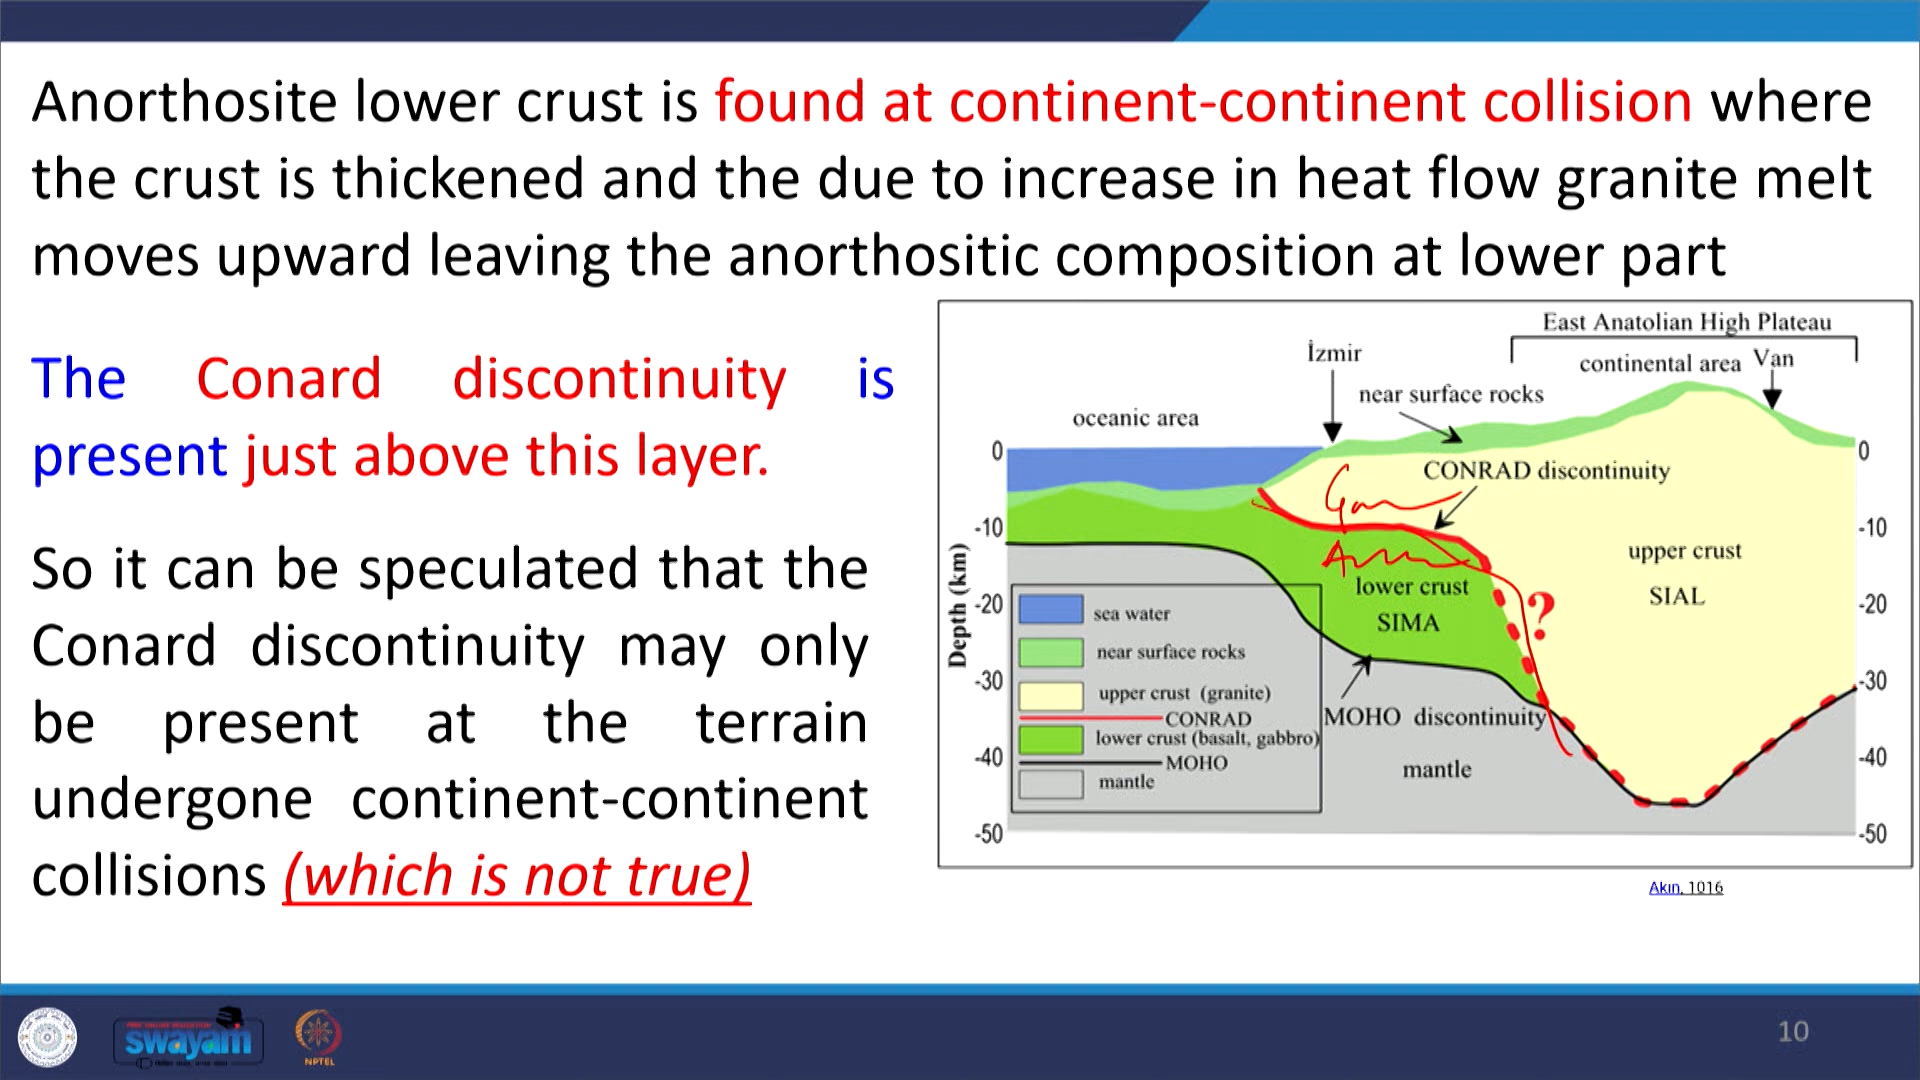 Anorthosite lower crust is found at continent-continent collision where
the crust is thickened and the due to increase in heat flow granite melt
moves upward leaving the anorthositic composition at lower part
The Conard discontinuity is
present just above this layer.
So it can be speculated that the
Conard discontinuity may only
be present at the terrain
undergone continent-continent
collisions (which is not true)
East Anatolian High Plateau
İzmir
continental area Van
near surface rocks
oceanic area
CONRAD discontinuity
0
-10
-20
-30
-40
-50
Depth (km)
0
-10
-20
-30
-40
-50
upper crust
SIAL
lower crust
SIMA
?
MOHO discontinuity
mantle
sea water
near surface rocks
upper crust (granite)
CONRAD
lower crust (basalt, gabbro)
MOHO
mantle
Akın, 1016
swayam
NPTEL
10